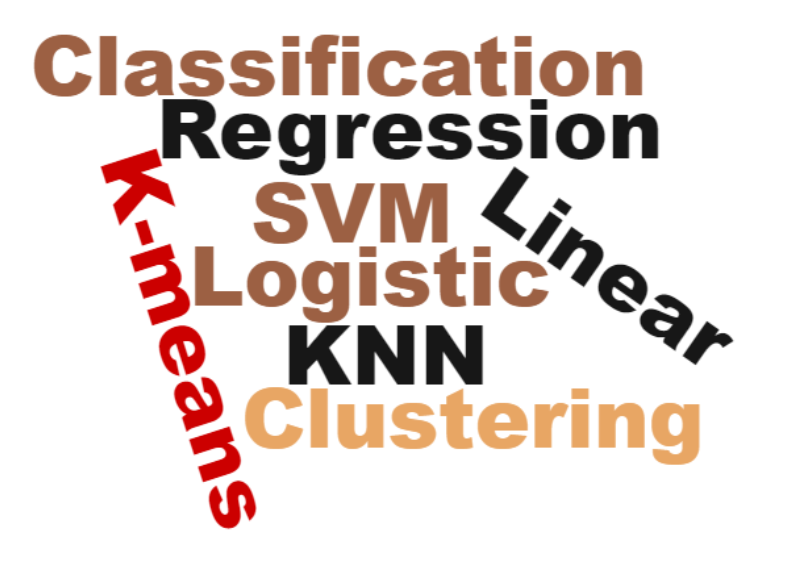 Classification
Regression
K-means
SVM
Linear
Logistic
KNN
Clustering